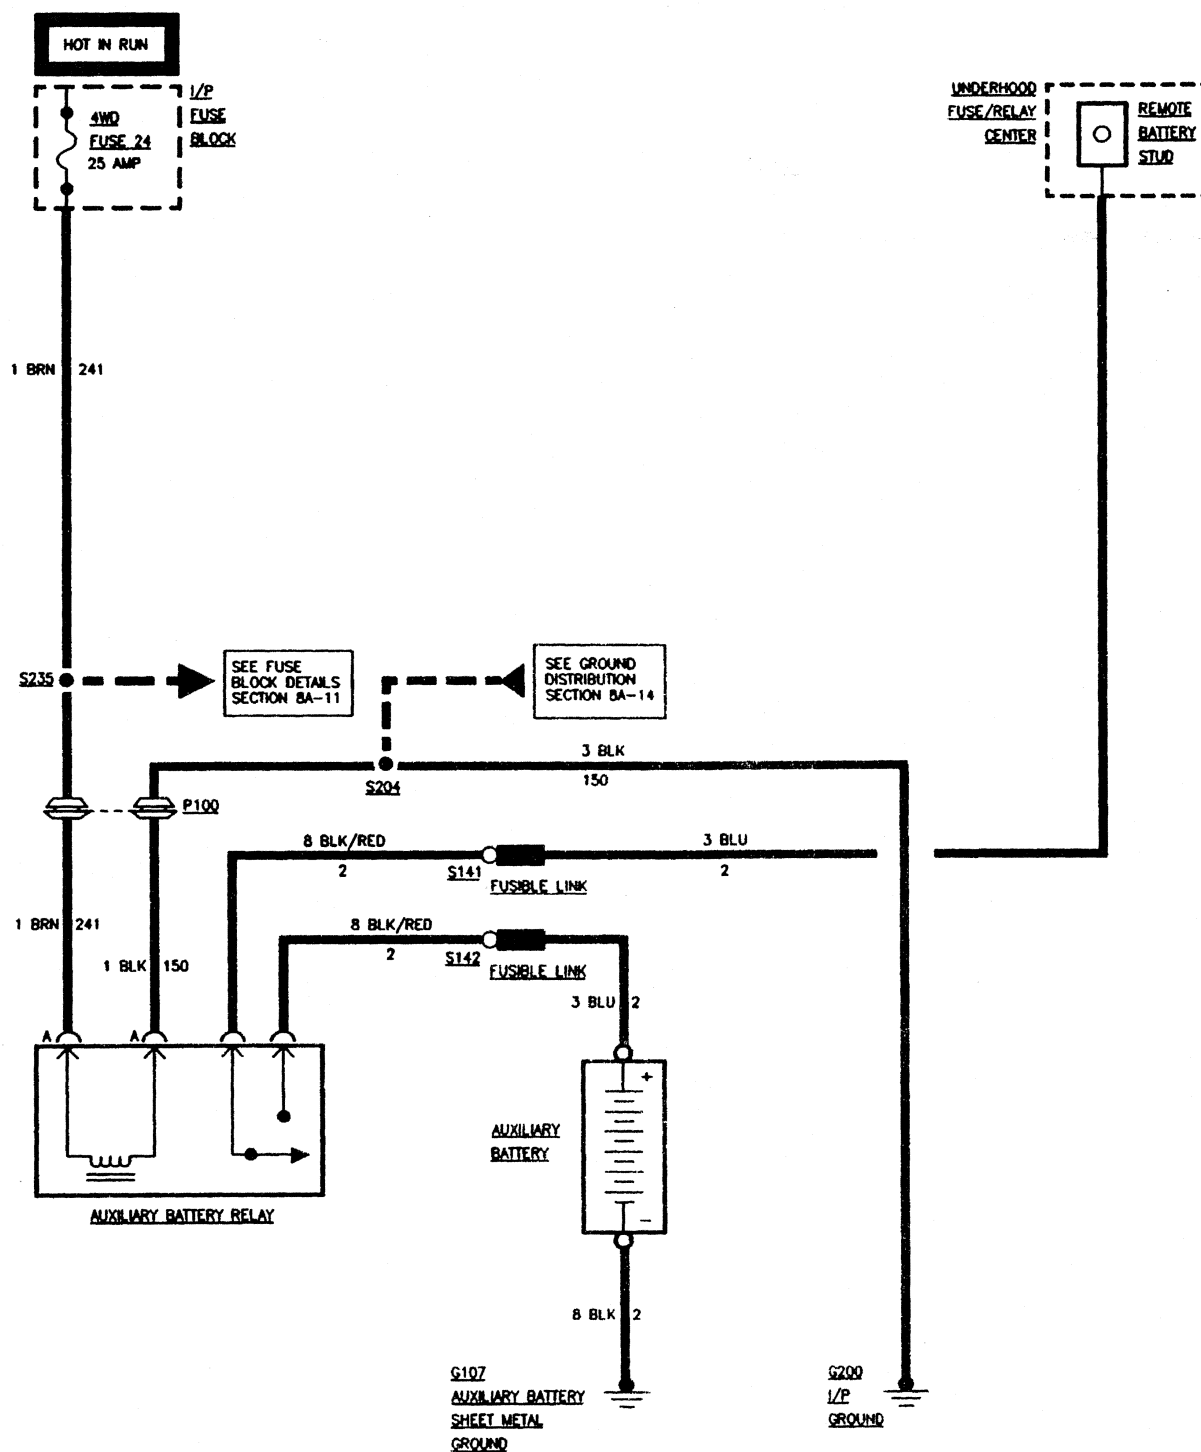 HOT IN RUN
I/P
FUSE
BLOCK
4WD
FUSE 24
25 AMP
UNDERHOOD
FUSE/RELAY
CENTER
REMOTE
BATTERY
STUD
1 BRN 241
S235
SEE FUSE
BLOCK DETAILS
SECTION 8A-11
SEE GROUND
DISTRIBUTION
SECTION 8A-14
3 BLK
150
S204
P100
8 BLK/RED
2
S141
FUSIBLE LINK
3 BLU
2
1 BRN 241
8 BLK/RED
2
S142
FUSIBLE LINK
1 BLK 150
3 BLU 2
A
A
+
AUXILIARY
BATTERY
-
AUXILIARY BATTERY RELAY
8 BLK 2
G107
AUXILIARY BATTERY
SHEET METAL
GROUND
G200
I/P
GROUND